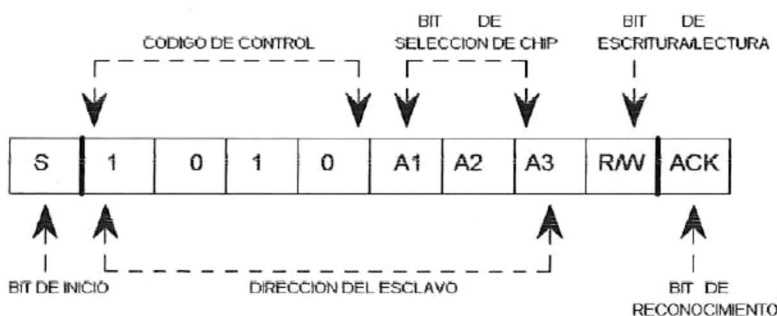 BIT DE
SELECCION DE CHIP
BIT DE
ESCRITURA/LECTURA
CODIGO DE CONTROL
S 1 0 1 0 A1 A2 A3 R/W ACK
BIT DE INICIO
DIRECCION DEL ESCLAVO
BIT DE
RECONOCIMIENTO